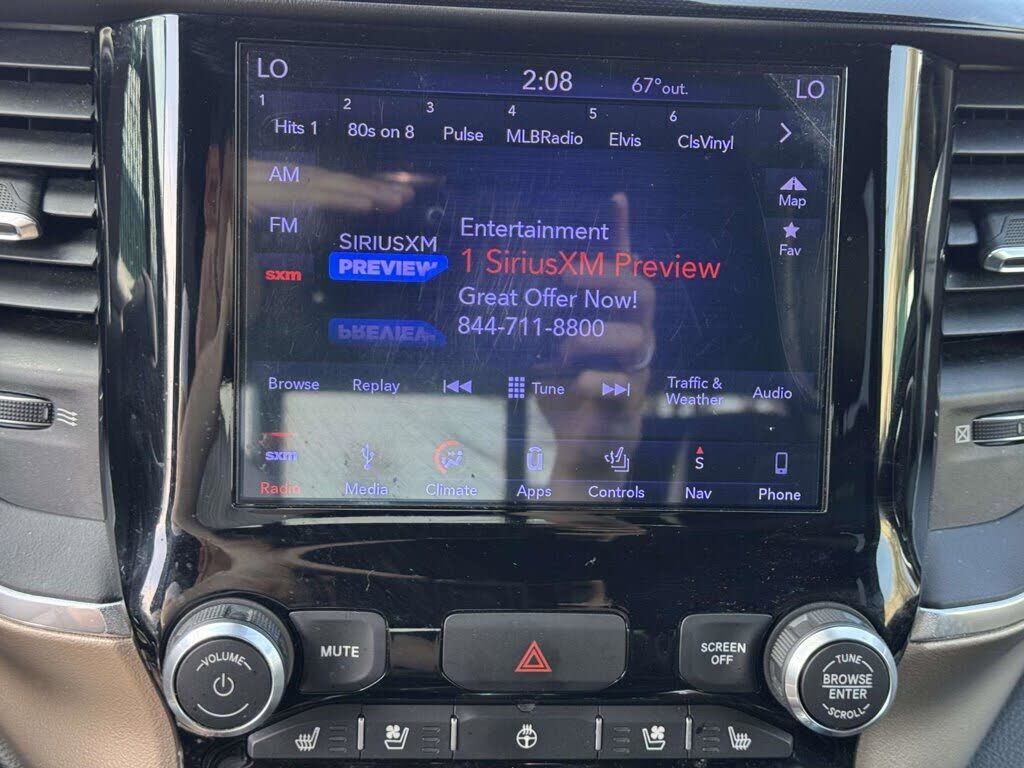 LO 2:08 67°out. LO
1 2 3 4 5 6
Hits 1 80s on 8 Pulse MLBRadio Elvis ClsVinyl
AM
Map
FM
Fav
sxm
SIRIUSXM
PREVIEW
Entertainment
1 SiriusXM Preview
Great Offer Now!
844-711-8800
PREVIEW
Browse Replay Tune Traffic & Weather Audio
sxm S
Radio Media Climate Apps Controls Nav Phone
VOLUME
MUTE
SCREEN
OFF
TUNE
BROWSE
ENTER
SCROLL